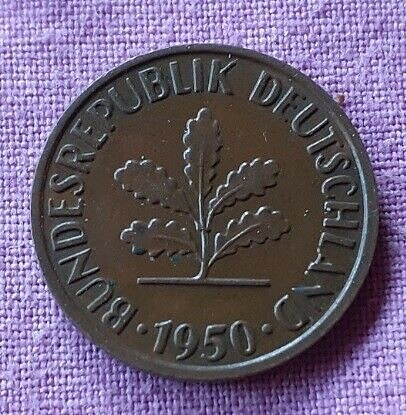 BUNDESREPUBLIK DEUTSCHLAND
· 1950 ·